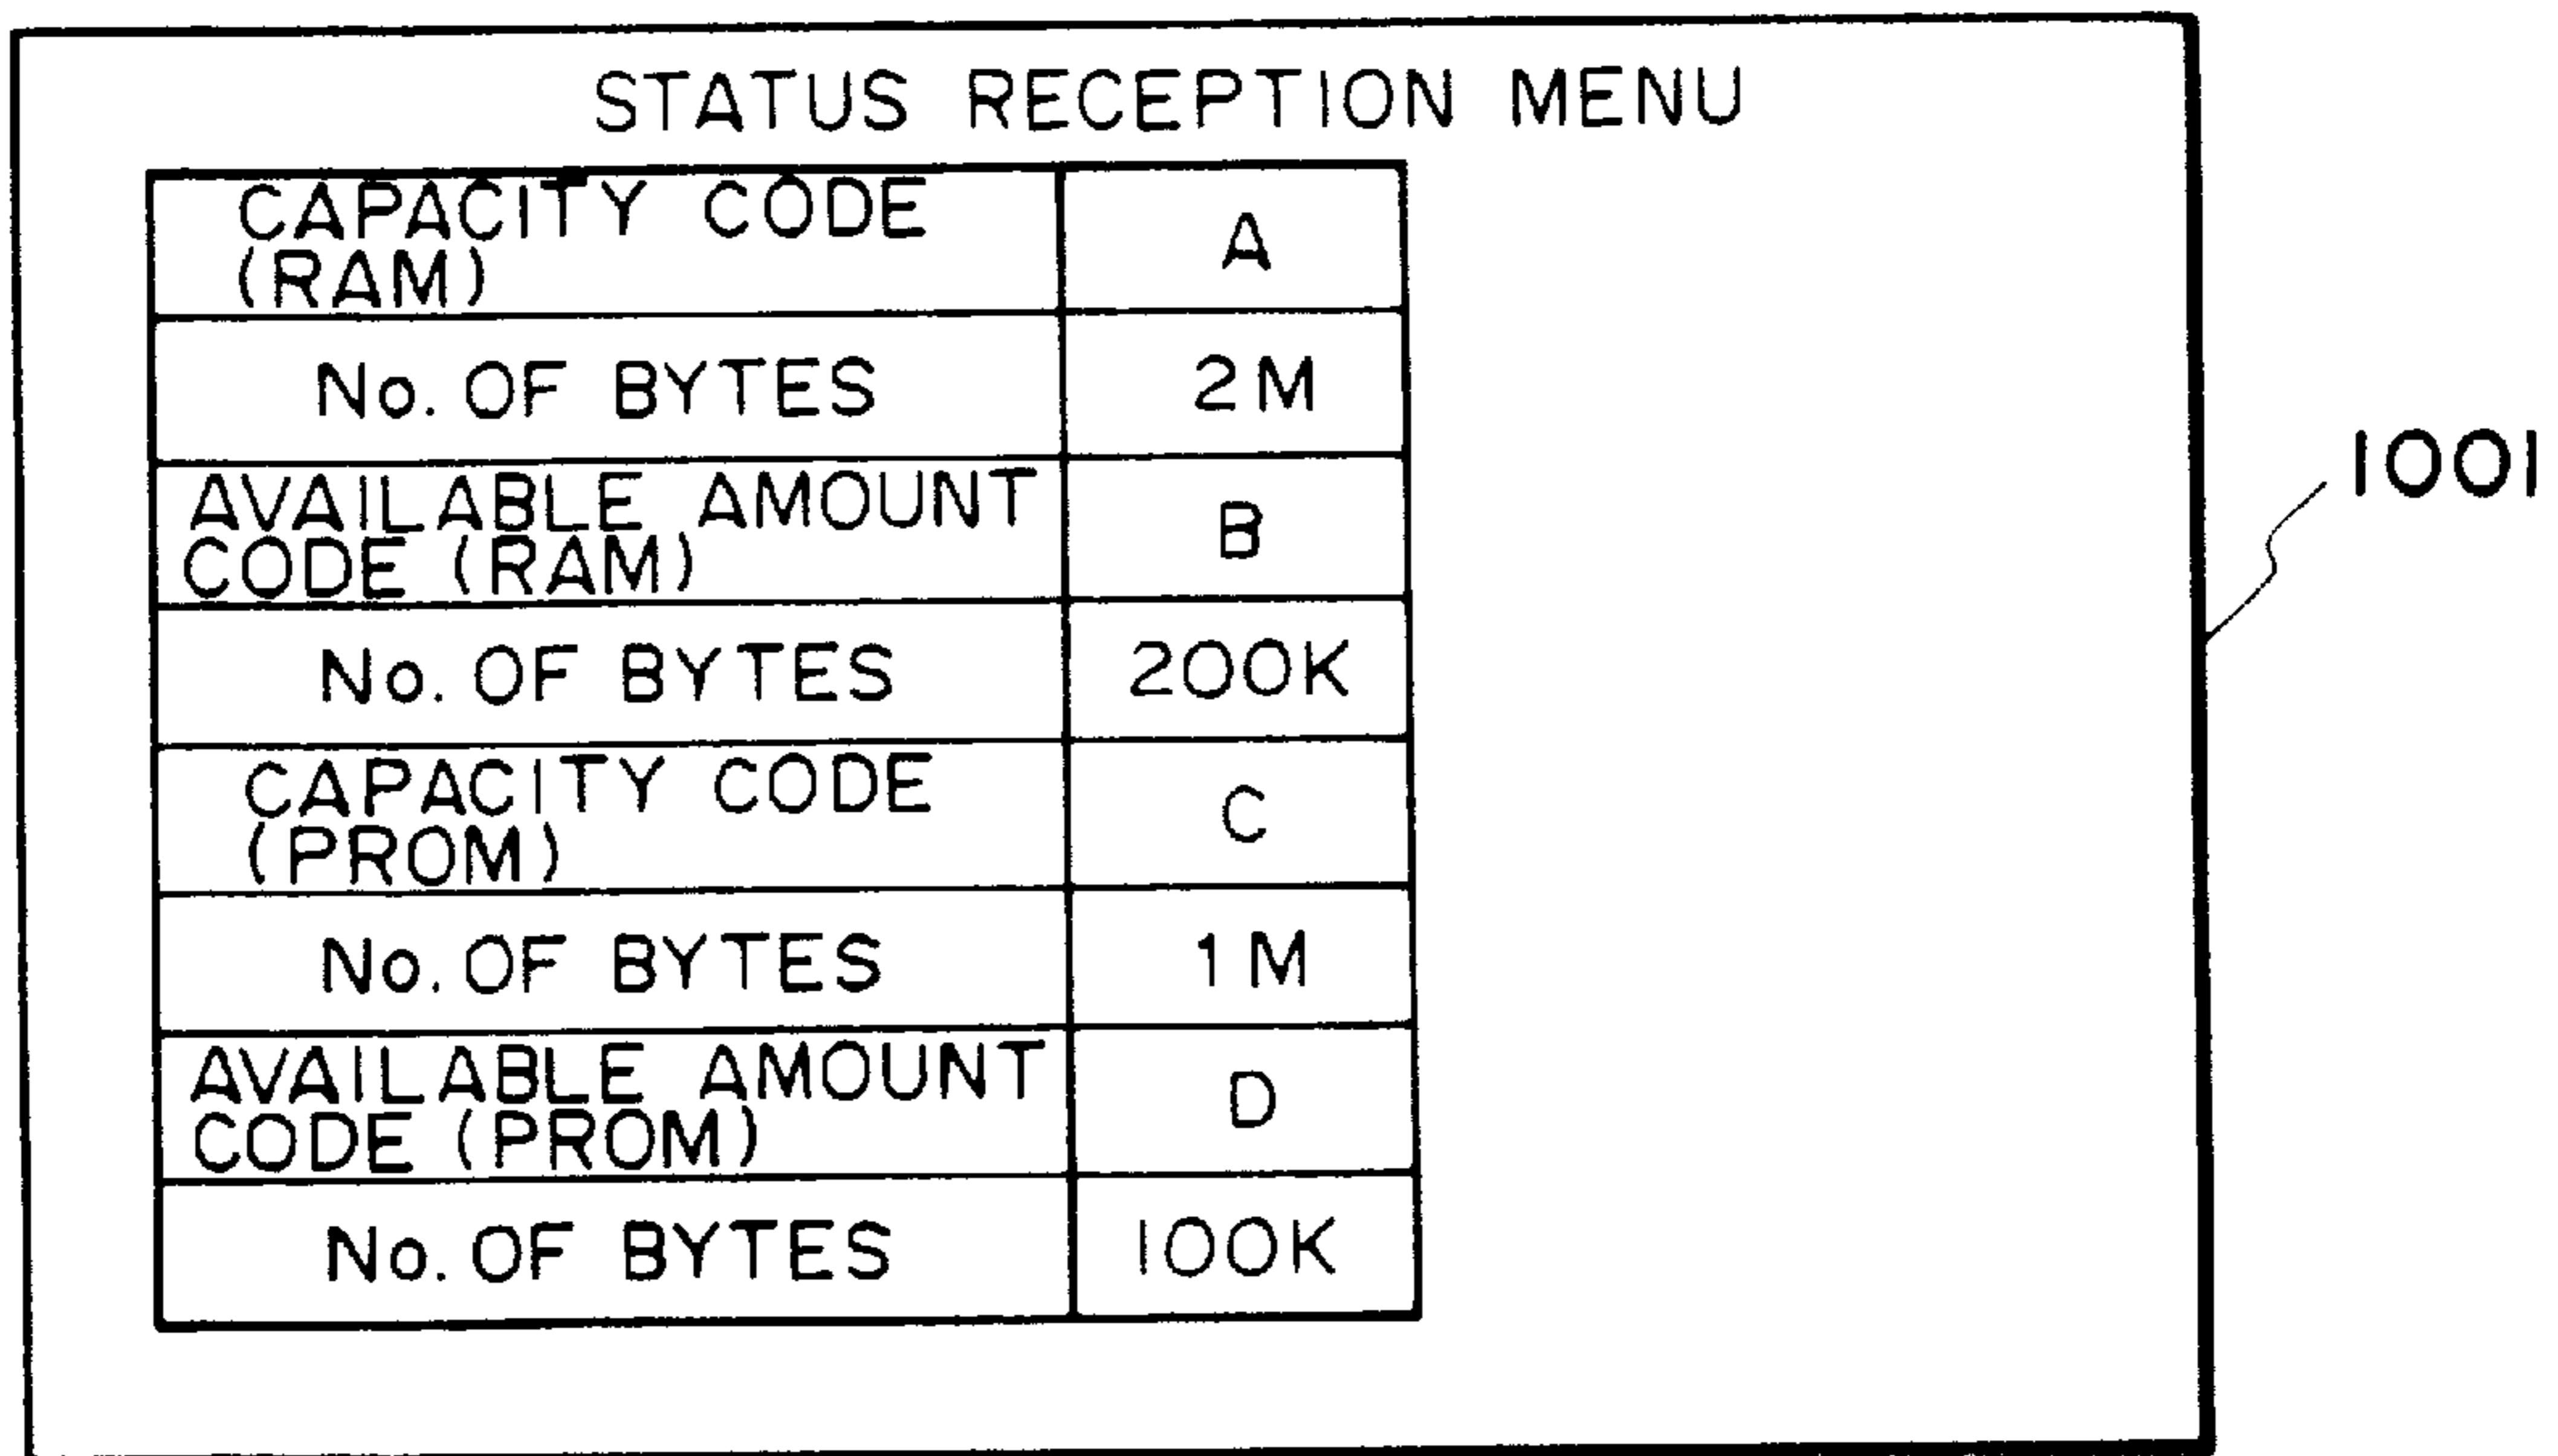 STATUS RECEPTION MENU
CAPACITY CODE
(RAM)
A
No. OF BYTES
2M
AVAILABLE AMOUNT
CODE (RAM)
B
No. OF BYTES
200K
CAPACITY CODE
(PROM)
C
No. OF BYTES
1M
AVAILABLE AMOUNT
CODE (PROM)
D
No. OF BYTES
100K
1001